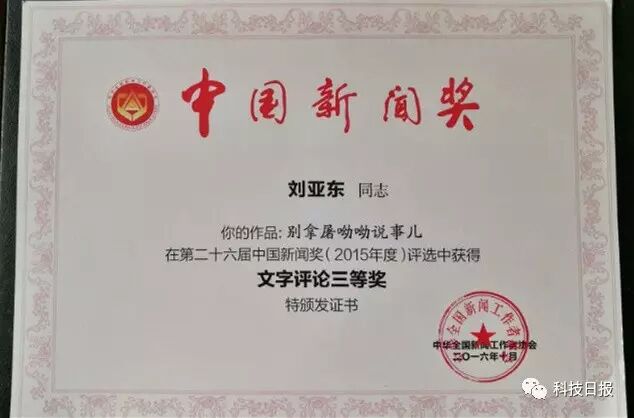 中国新闻奖
刘亚东 同志
你的作品:别拿屠呦呦说事儿
在第二十六届中国新闻奖(2015年度)评选中获得
文字评论三等奖
特颁发证书
中华全国新闻工作者协会
二〇一六年十月
科技日报